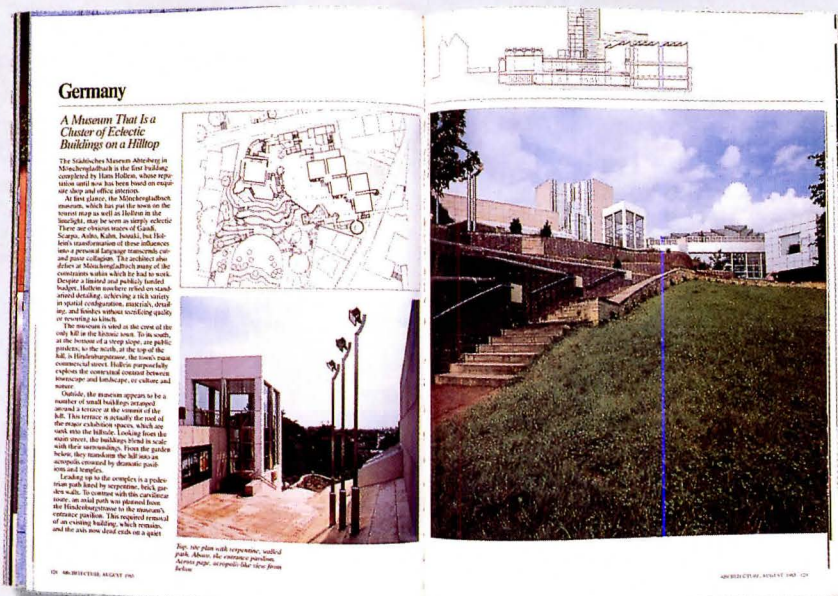 Germany
A Museum That Is a
Cluster of Eclectic
Buildings on a Hilltop
The Städtisches Museum Abteiberg in
Mönchengladbach is the first building
completed by Hans Hollein, whose repu-
tation until now has been based on exqui-
site shop and office interiors.
At first glance, the Mönchengladbach
museum, which has put the town on the
tourist map as well as Hollein in the
limelight, may be seen as simply eclectic
There are obvious traces of Gaudi,
Scarpa, Aalto, Kahn, Isozaki, but Hol-
lein's transformation of these influences
into a personal language transcends cut-
and paste collagism. The architect also
defies at Mönchengladbach many of the
constraints within which he had to work.
Despite a limited and publicly funded
budget, Hollein nowhere relied on stand-
ardized detailing, achieving a rich variety
in spatial configuration, materials, detail-
ing, and finishes without sacrificing quality
or resorting to kitsch.
The museum is sited at the crest of the
only hill in the historic town. To its south,
at the bottom of a steep slope, are public
gardens; to the north, at the top of the
hill, is Hindenburgstrasse, the town's main
commercial street. Hollein purposefully
exploits the contextual contrast between
townscape and landscape, or culture and
nature.
Outside, the museum appears to be a
number of small buildings arranged
around a terrace at the summit of the
hill. This terrace is actually the roof of
the major exhibition spaces, which are
sunk into the hillside. Looking from the
main street, the buildings blend in scale
with their surroundings. From the garden
below, they transform the hill into an
acropolis crowned by dramatic pavil-
ions and temples.
Leading up to the complex is a pedes-
trian path lined by serpentine, brick gar-
den walls. To contrast with this curvilinear
route, an axial path was planned from
the Hindenburgstrasse to the museum's
entrance pavilion. This required removal
of an existing building, which remains,
and the axis now dead ends on a quiet
Top, site plan with serpentine, walled
path. Above, the entrance pavilion.
Across page, acropolis-like view from
below
ARCHITECTURE, AUGUST
ARCHITECTURE, AUGUST